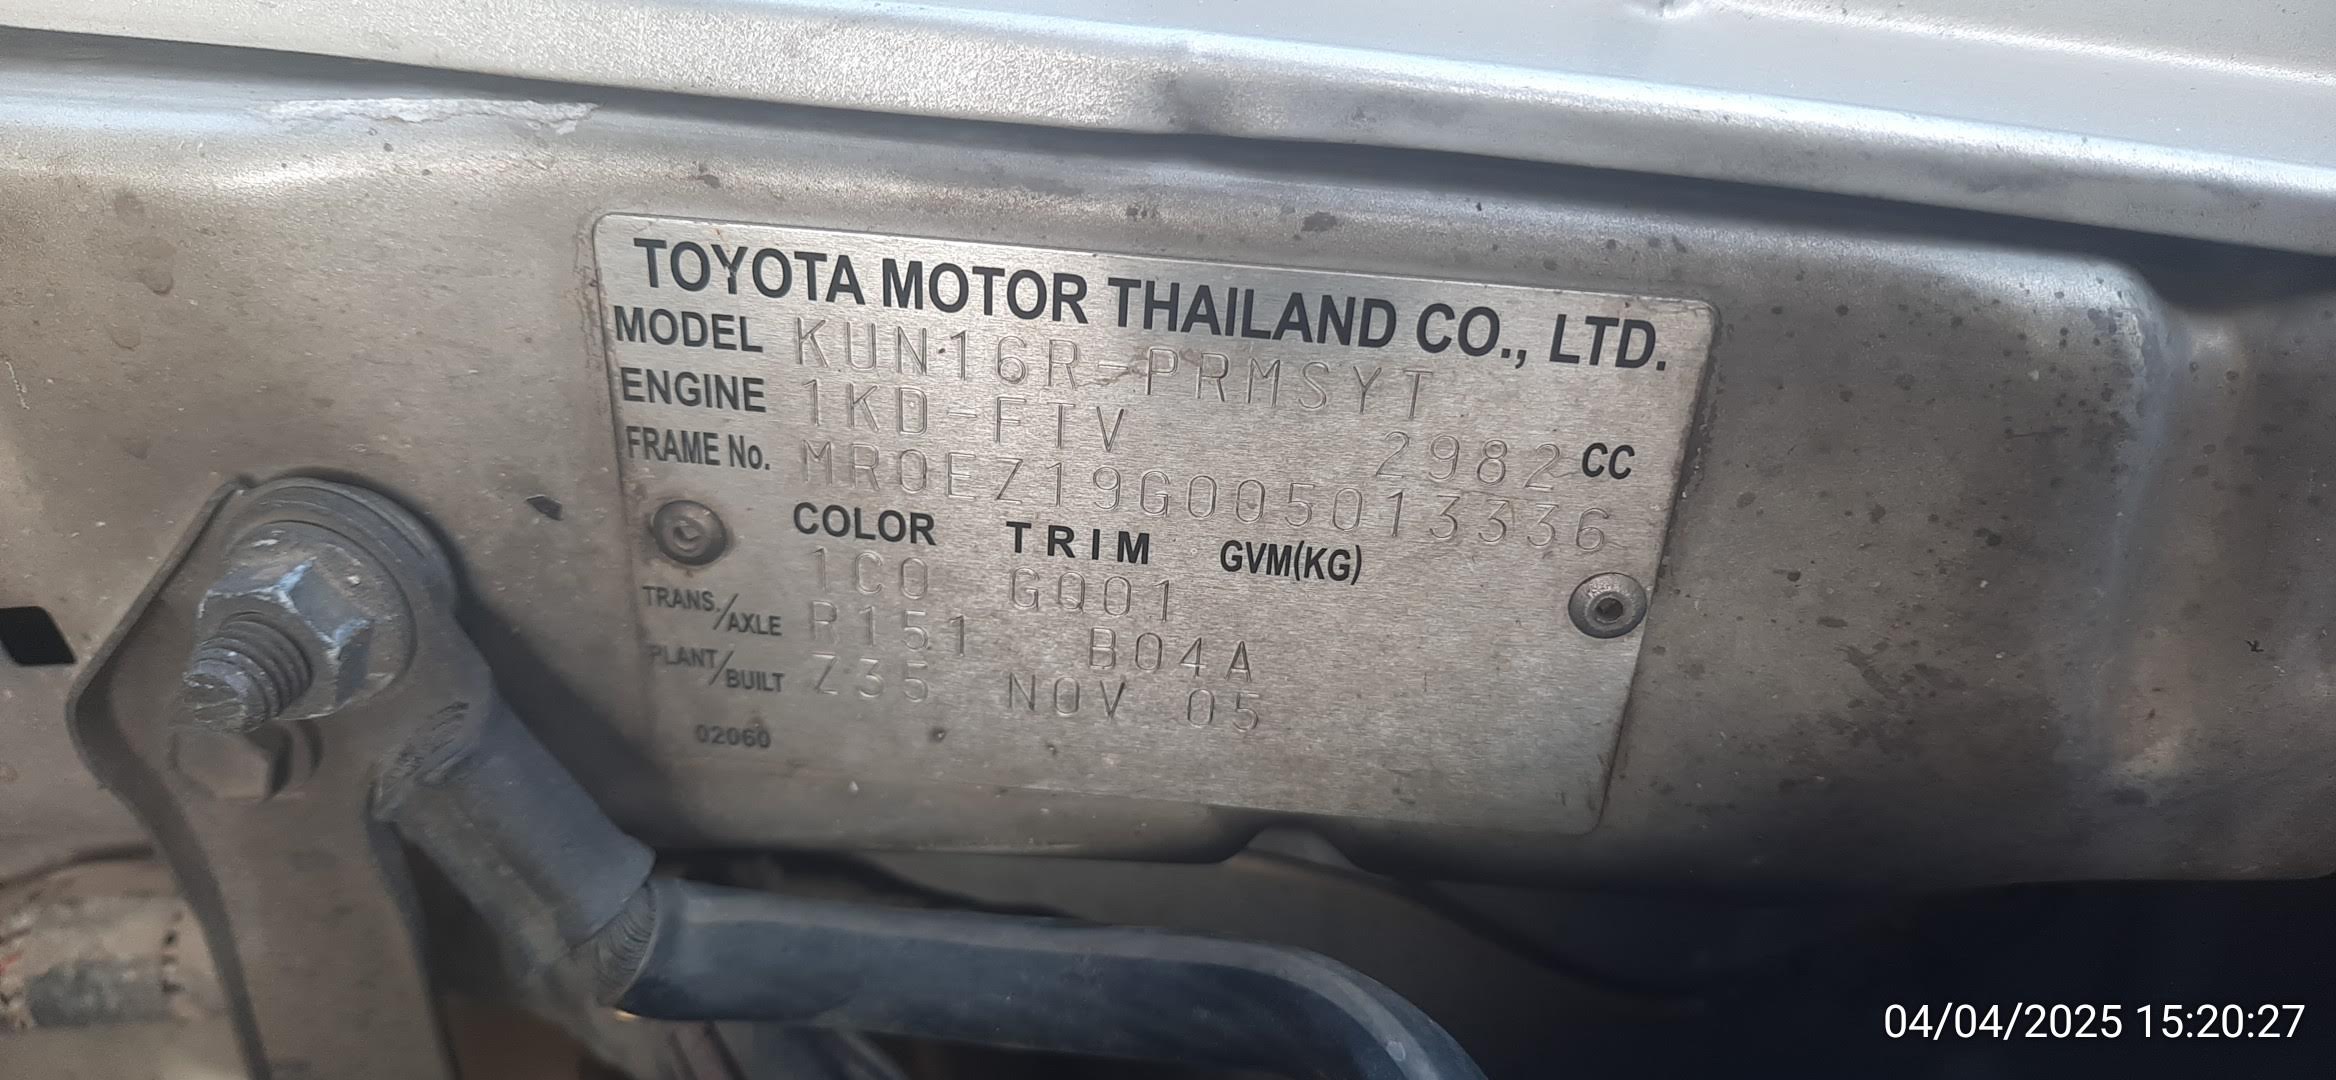 TOYOTA MOTOR THAILAND CO., LTD.
MODEL KUN16R-PRMSYT
ENGINE 1KD-FTV 2982 CC
FRAME No. MR0EZ19G005013336
COLOR TRIM GVM(KG)
1C0 GQ01
TRANS./AXLE R151 B04A
PLANT/BUILT Z35 NOV 05
02060
04/04/2025 15:20:27